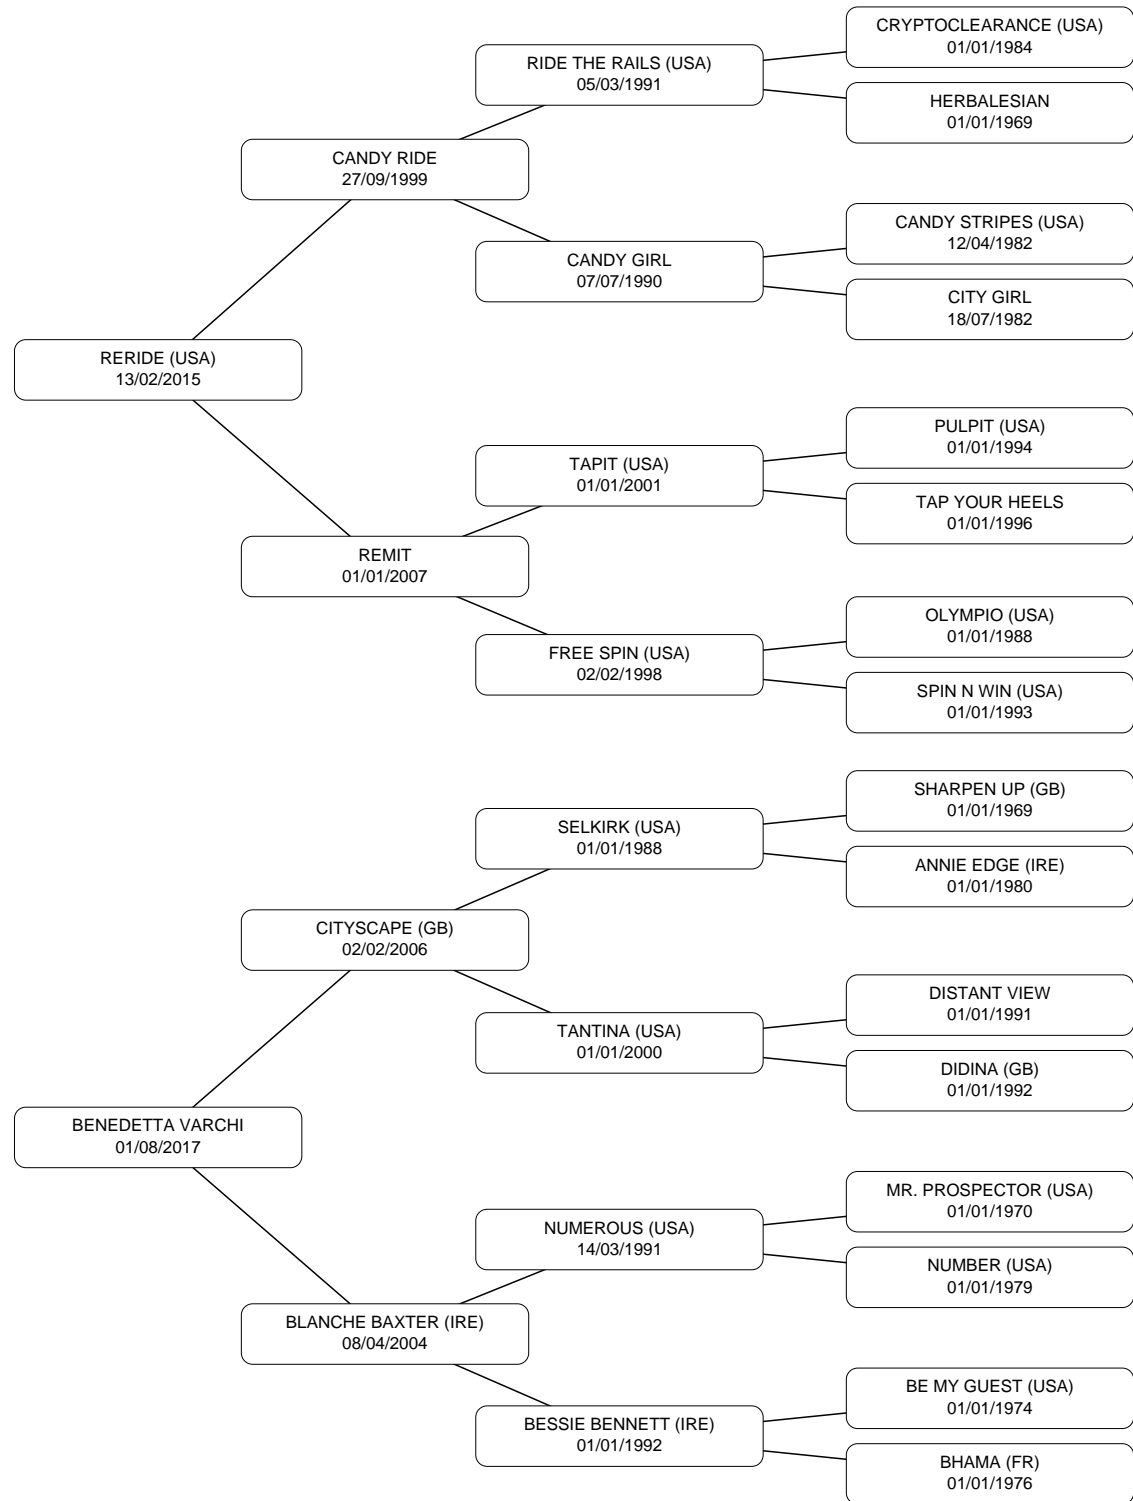 CRYPTOCLEARANCE (USA)
01/01/1984
RIDE THE RAILS (USA)
05/03/1991
HERBALESIAN
01/01/1969
CANDY RIDE
27/09/1999
CANDY STRIPES (USA)
12/04/1982
CANDY GIRL
07/07/1990
CITY GIRL
18/07/1982
RERIDE (USA)
13/02/2015
PULPIT (USA)
01/01/1994
TAPIT (USA)
01/01/2001
TAP YOUR HEELS
01/01/1996
REMIT
01/01/2007
OLYMPIO (USA)
01/01/1988
FREE SPIN (USA)
02/02/1998
SPIN N WIN (USA)
01/01/1993
SHARPEN UP (GB)
01/01/1969
SELKIRK (USA)
01/01/1988
ANNIE EDGE (IRE)
01/01/1980
CITYSCAPE (GB)
02/02/2006
DISTANT VIEW
01/01/1991
TANTINA (USA)
01/01/2000
DIDINA (GB)
01/01/1992
BENEDETTA VARCHI
01/08/2017
MR. PROSPECTOR (USA)
01/01/1970
NUMEROUS (USA)
14/03/1991
NUMBER (USA)
01/01/1979
BLANCHE BAXTER (IRE)
08/04/2004
BE MY GUEST (USA)
01/01/1974
BESSIE BENNETT (IRE)
01/01/1992
BHAMA (FR)
01/01/1976